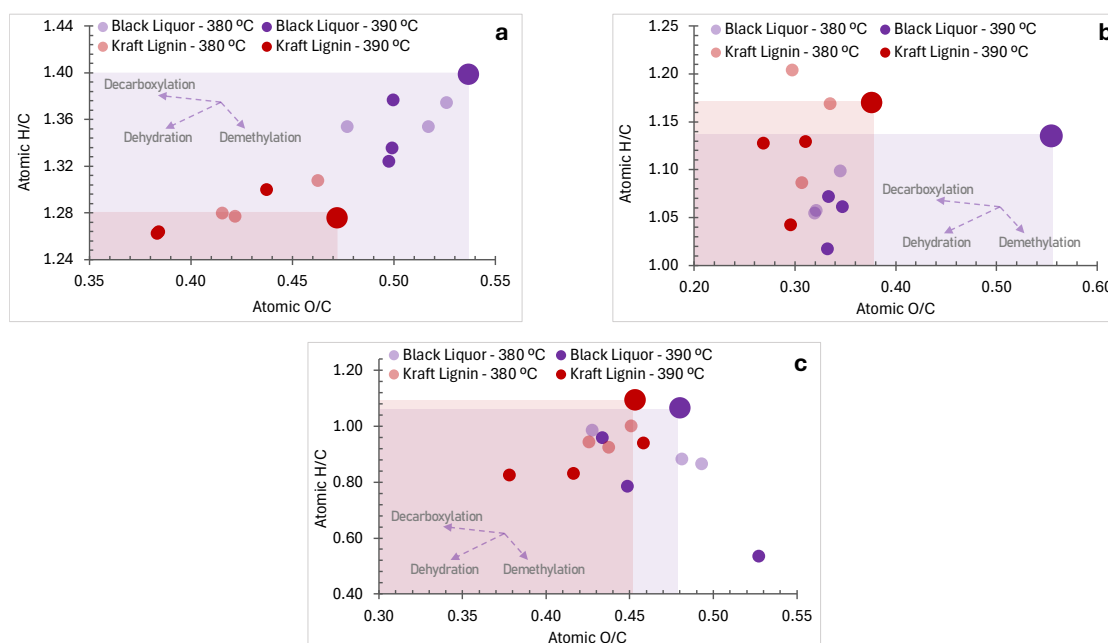 Black Liquor - 380 ºC Black Liquor - 390 ºC
Kraft Lignin - 380 ºC Kraft Lignin - 390 ºC
a
1.44
1.40
1.36
1.32
1.28
1.24
Atomic H/C
Decarboxylation
Dehydration Demethylation
0.35 0.40 0.45 0.50 0.55
Atomic O/C
Black Liquor - 380 ºC Black Liquor - 390 ºC
Kraft Lignin - 380 ºC Kraft Lignin - 390 ºC
b
1.20
1.15
1.10
1.05
1.00
Atomic H/C
Decarboxylation
Dehydration Demethylation
0.20 0.30 0.40 0.50 0.60
Atomic O/C
Black Liquor - 380 ºC Black Liquor - 390 ºC
Kraft Lignin - 380 ºC Kraft Lignin - 390 ºC
c
1.20
1.00
0.80
0.60
0.40
Atomic H/C
Decarboxylation
Dehydration Demethylation
0.30 0.40 0.45 0.50 0.55
Atomic O/C